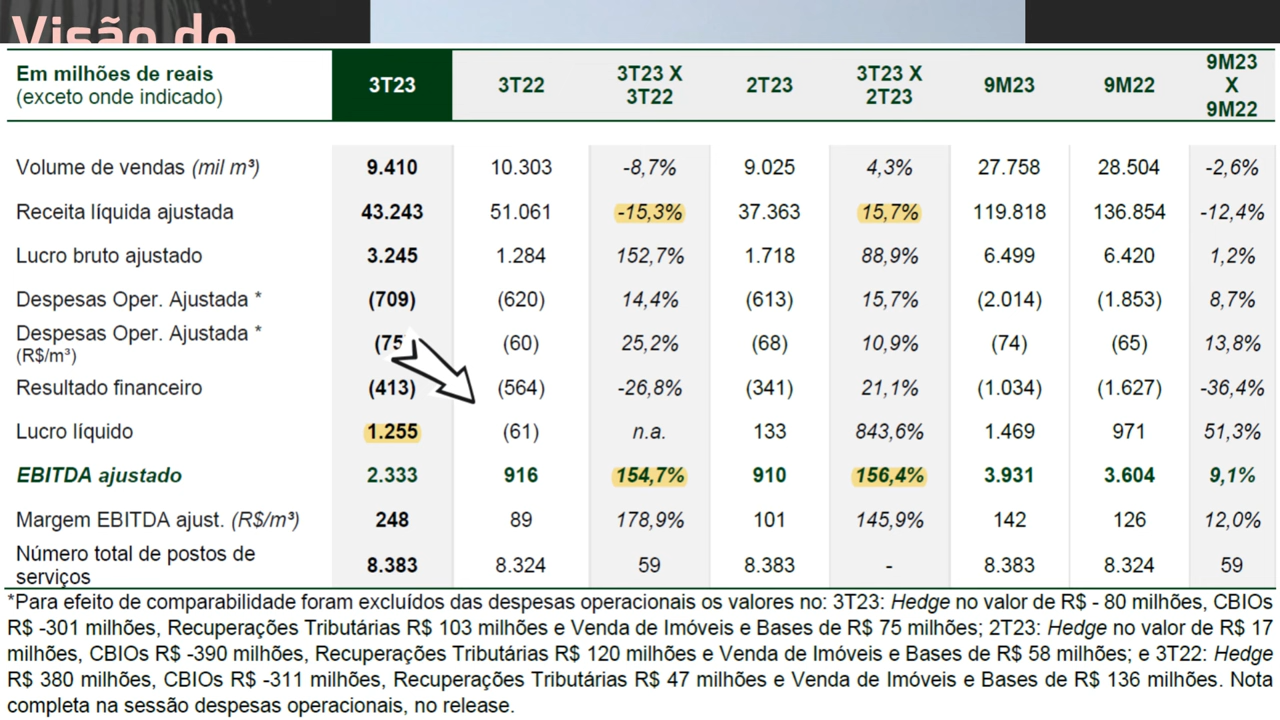 Visão do
Em milhões de reais
(exceto onde indicado)
3T23
3T22
3T23 X
3T22
2T23
3T23 X
2T23
9M23
9M22
9M23
X
9M22
Volume de vendas (mil m³) 9.410 10.303 -8,7% 9.025 4,3% 27.758 28.504 -2,6%
Receita líquida ajustada 43.243 51.061 -15,3% 37.363 15,7% 119.818 136.854 -12,4%
Lucro bruto ajustado 3.245 1.284 152,7% 1.718 88,9% 6.499 6.420 1,2%
Despesas Oper. Ajustada * (709) (620) 14,4% (613) 15,7% (2.014) (1.853) 8,7%
Despesas Oper. Ajustada *
(R$/m³) (75 (60) 25,2% (68) 10,9% (74) (65) 13,8%
Resultado financeiro (413) (564) -26,8% (341) 21,1% (1.034) (1.627) -36,4%
Lucro líquido 1.255 (61) n.a. 133 843,6% 1.469 971 51,3%
EBITDA ajustado 2.333 916 154,7% 910 156,4% 3.931 3.604 9,1%
Margem EBITDA ajust. (R$/m³) 248 89 178,9% 101 145,9% 142 126 12,0%
Número total de postos de
serviços 8.383 8.324 59 8.383 - 8.383 8.324 59
*Para efeito de comparabilidade foram excluídos das despesas operacionais os valores no: 3T23: Hedge no valor de R$ - 80 milhões, CBIOs
R$ -301 milhões, Recuperações Tributárias R$ 103 milhões e Venda de Imóveis e Bases de R$ 75 milhões; 2T23: Hedge no valor de R$ 17
milhões, CBIOs R$ -390 milhões, Recuperações Tributárias R$ 120 milhões e Venda de Imóveis e Bases de R$ 58 milhões; e 3T22: Hedge
R$ 380 milhões, CBIOs R$ -311 milhões, Recuperações Tributárias R$ 47 milhões e Venda de Imóveis e Bases de R$ 136 milhões. Nota
completa na sessão despesas operacionais, no release.